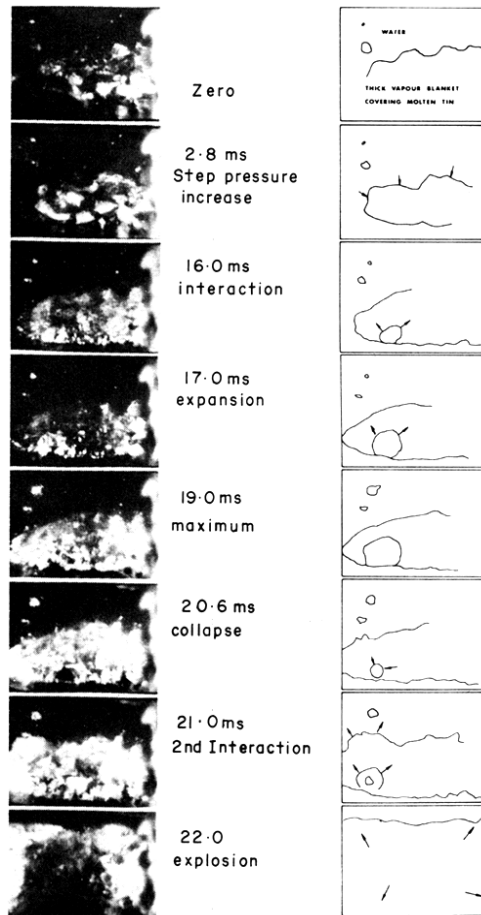 WATER
THICK VAPOUR BLANKET
COVERING MOLTEN TIN
Zero
2·8 ms
Step pressure
increase
16·0 ms
interaction
17·0 ms
expansion
19·0 ms
maximum
20·6 ms
collapse
21·0 ms
2nd Interaction
22·0
explosion